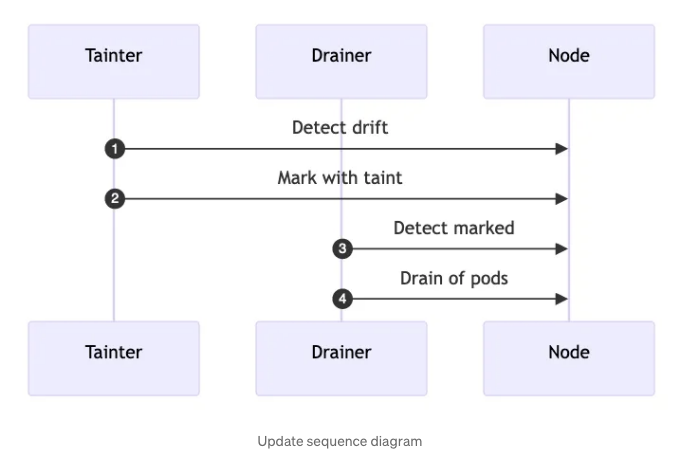 Tainter
Drainer
Node
Detect drift
1
Mark with taint
2
Detect marked
3
Drain of pods
4
Tainter
Drainer
Node
Update sequence diagram